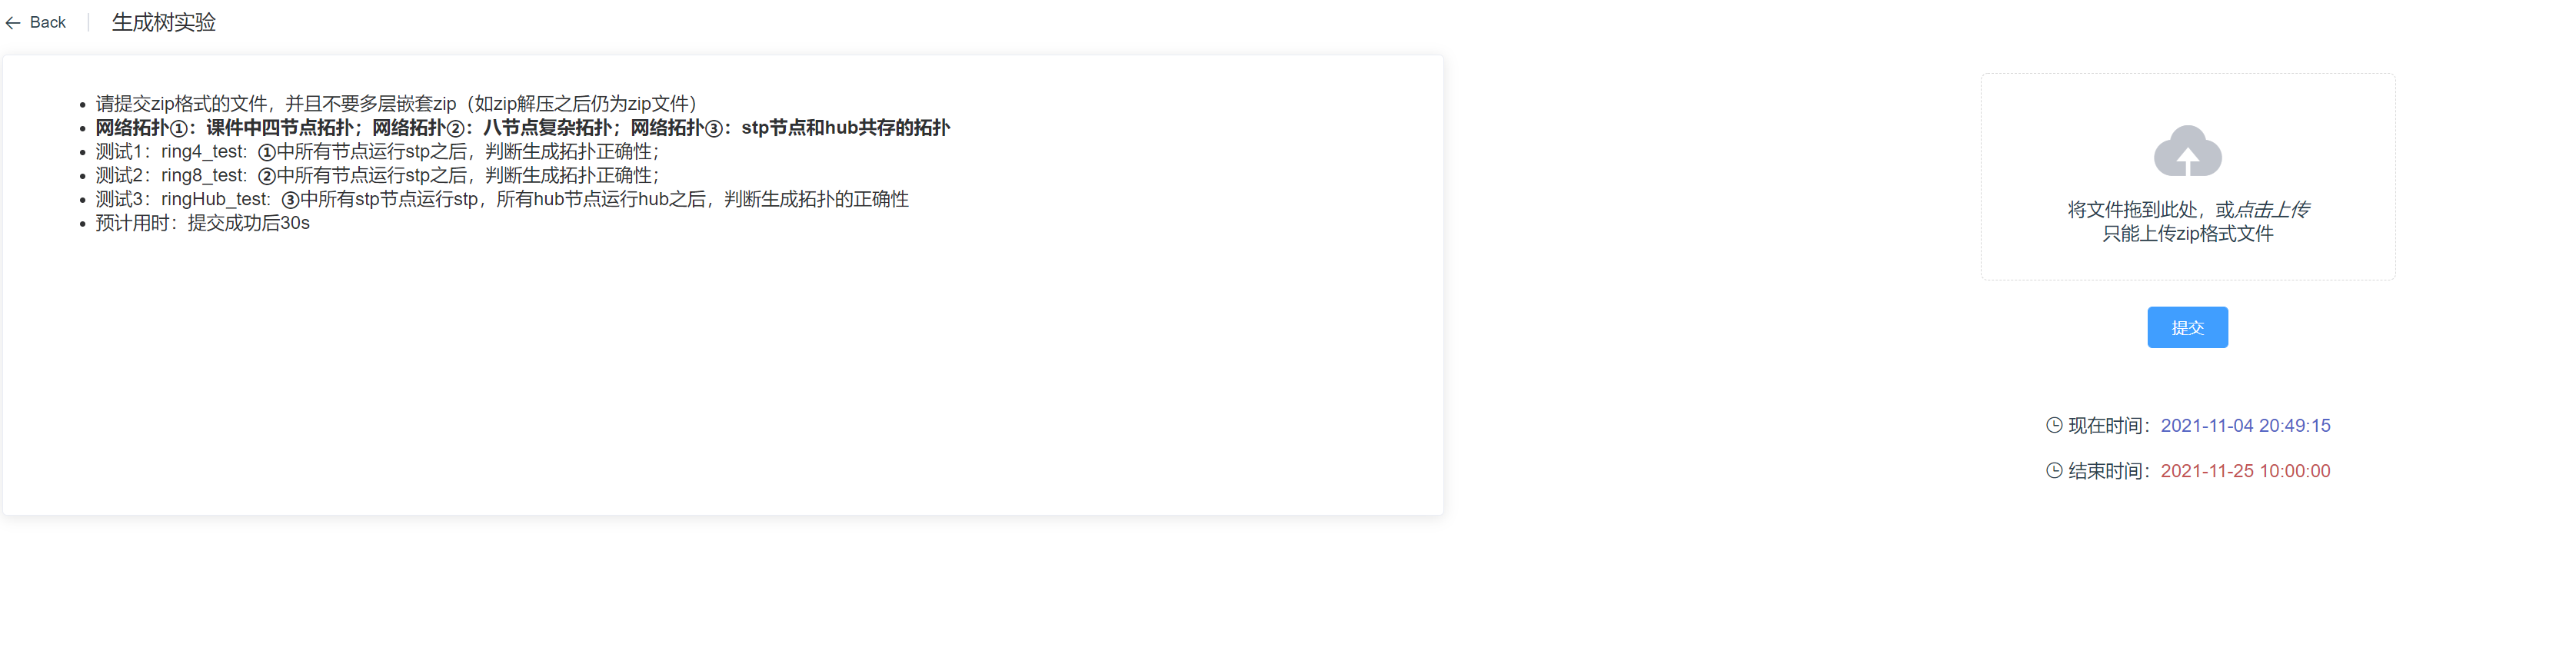 Back
生成树实验
请提交zip格式的文件，并且不要多层嵌套zip（如zip解压之后仍为zip文件）
网络拓扑①：课件中四节点拓扑；网络拓扑②：八节点复杂拓扑；网络拓扑③：stp节点和hub共存的拓扑
测试1：ring4_test: ①中所有节点运行stp之后，判断生成拓扑正确性；
测试2：ring8_test: ②中所有节点运行stp之后，判断生成拓扑正确性；
测试3：ringHub_test: ③中所有stp节点运行stp，所有hub节点运行hub之后，判断生成拓扑的正确性
预计用时：提交成功后30s
将文件拖到此处，或点击上传
只能上传zip格式文件
提交
现在时间：2021-11-04 20:49:15
结束时间：2021-11-25 10:00:00